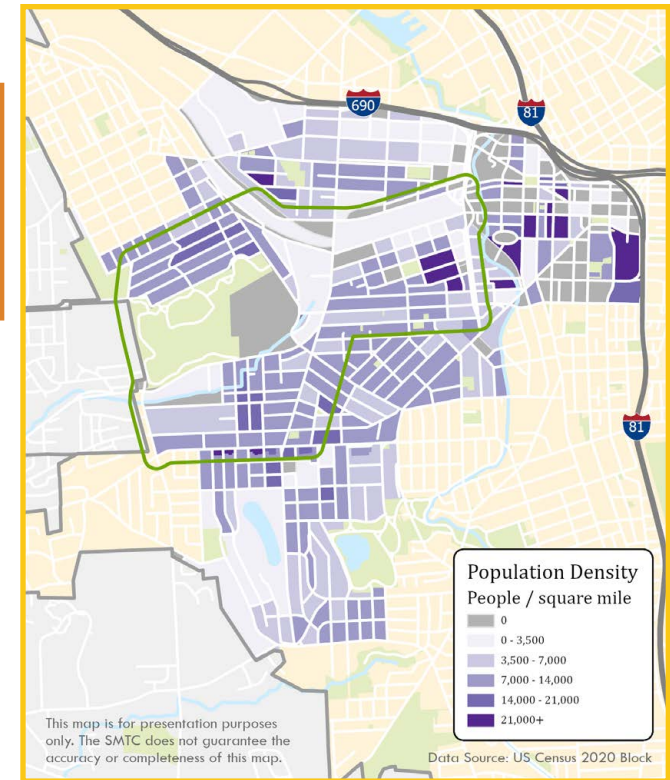 690
81
81
Population Density
People / square mile
0
0 - 3,500
3,500 - 7,000
7,000 - 14,000
14,000 - 21,000
21,000+
This map is for presentation purposes
only. The SMTC does not guarantee the
accuracy or completeness of this map.
Data Source: US Census 2020 Block